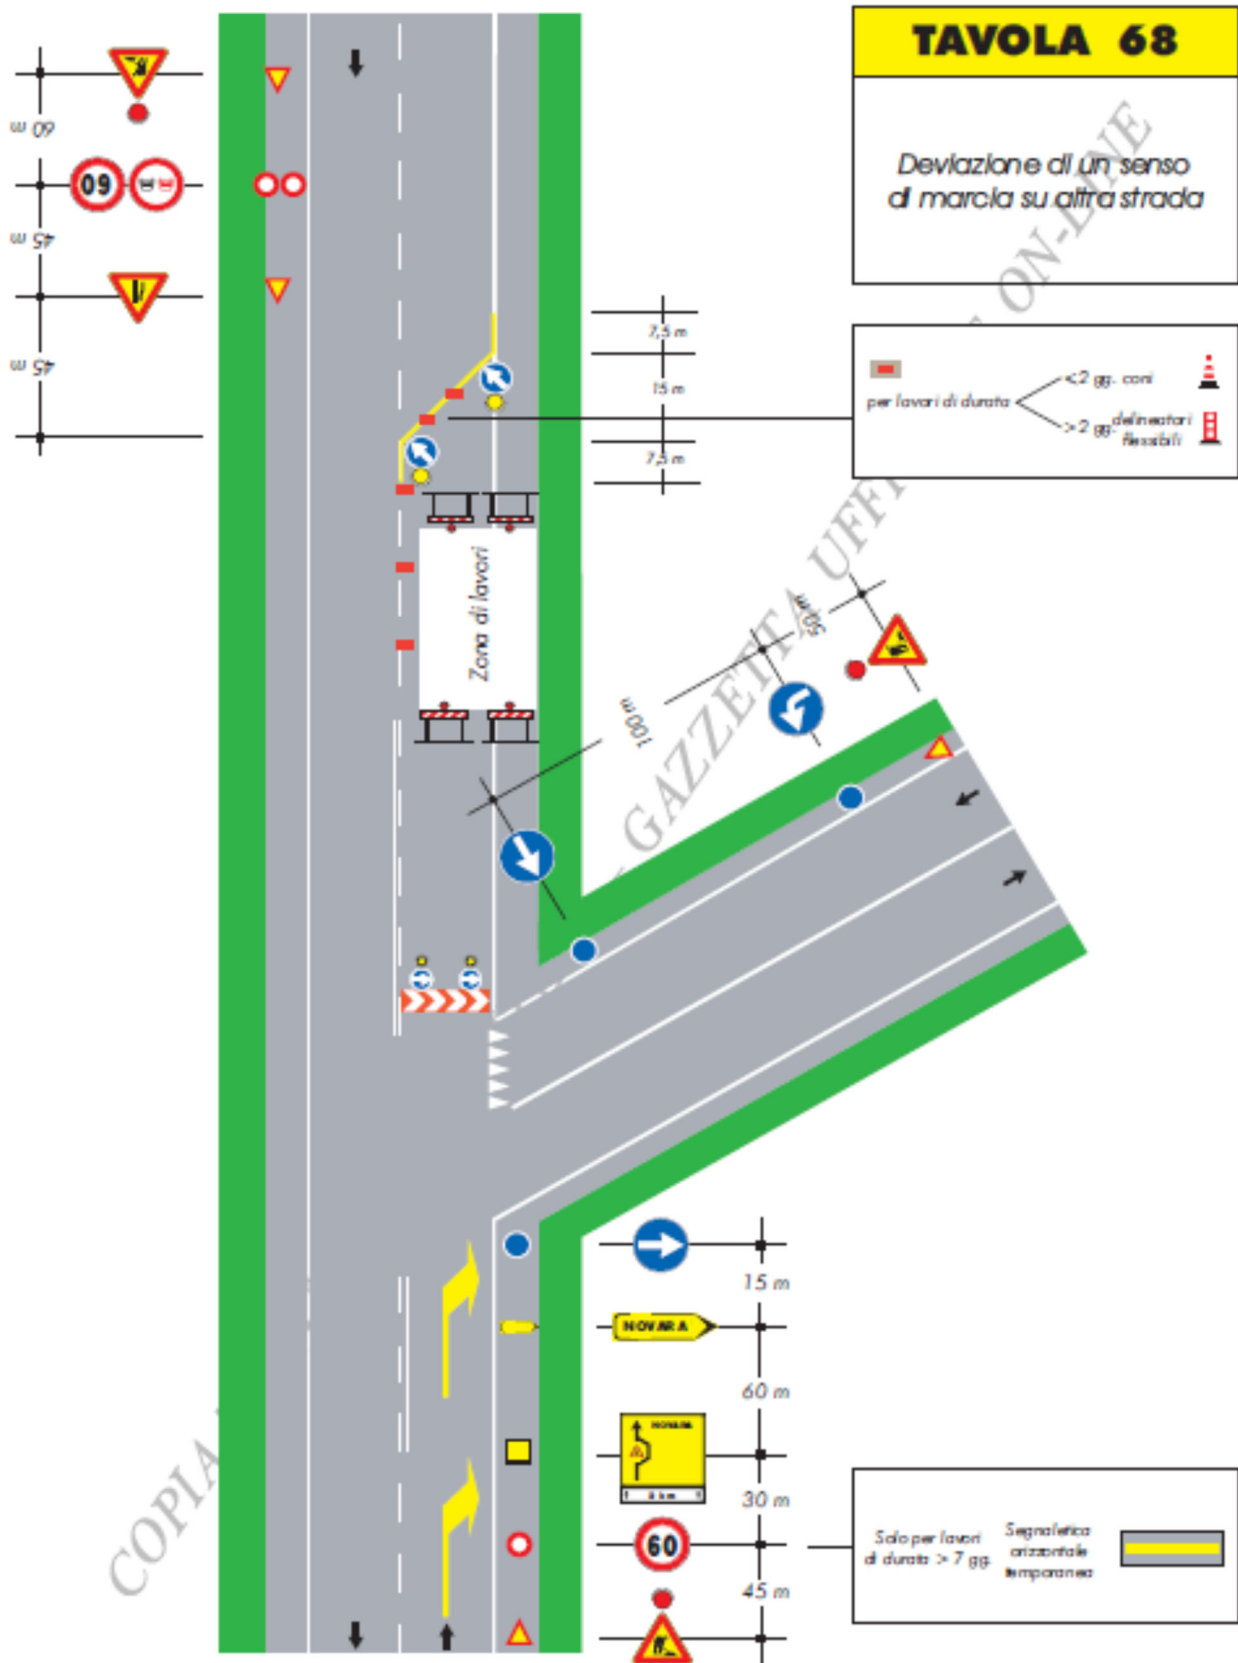 TAVOLA 68
Deviazione di un senso
di marcia su altra strada
per lavori di durata
<2 gg. coni
>2 gg. delineatori
flessibili
60 m
60
45 m
45 m
7,5 m
15 m
7,5 m
Zona di lavori
50 m
100 m
15 m
NOVARA
60 m
NOVARA
30 m
60
45 m
Solo per lavori
di durata > 7 gg.
Segnaletica
orizzontale
temporanea
COPIA
GAZZETTA UFFI
ON-LINE